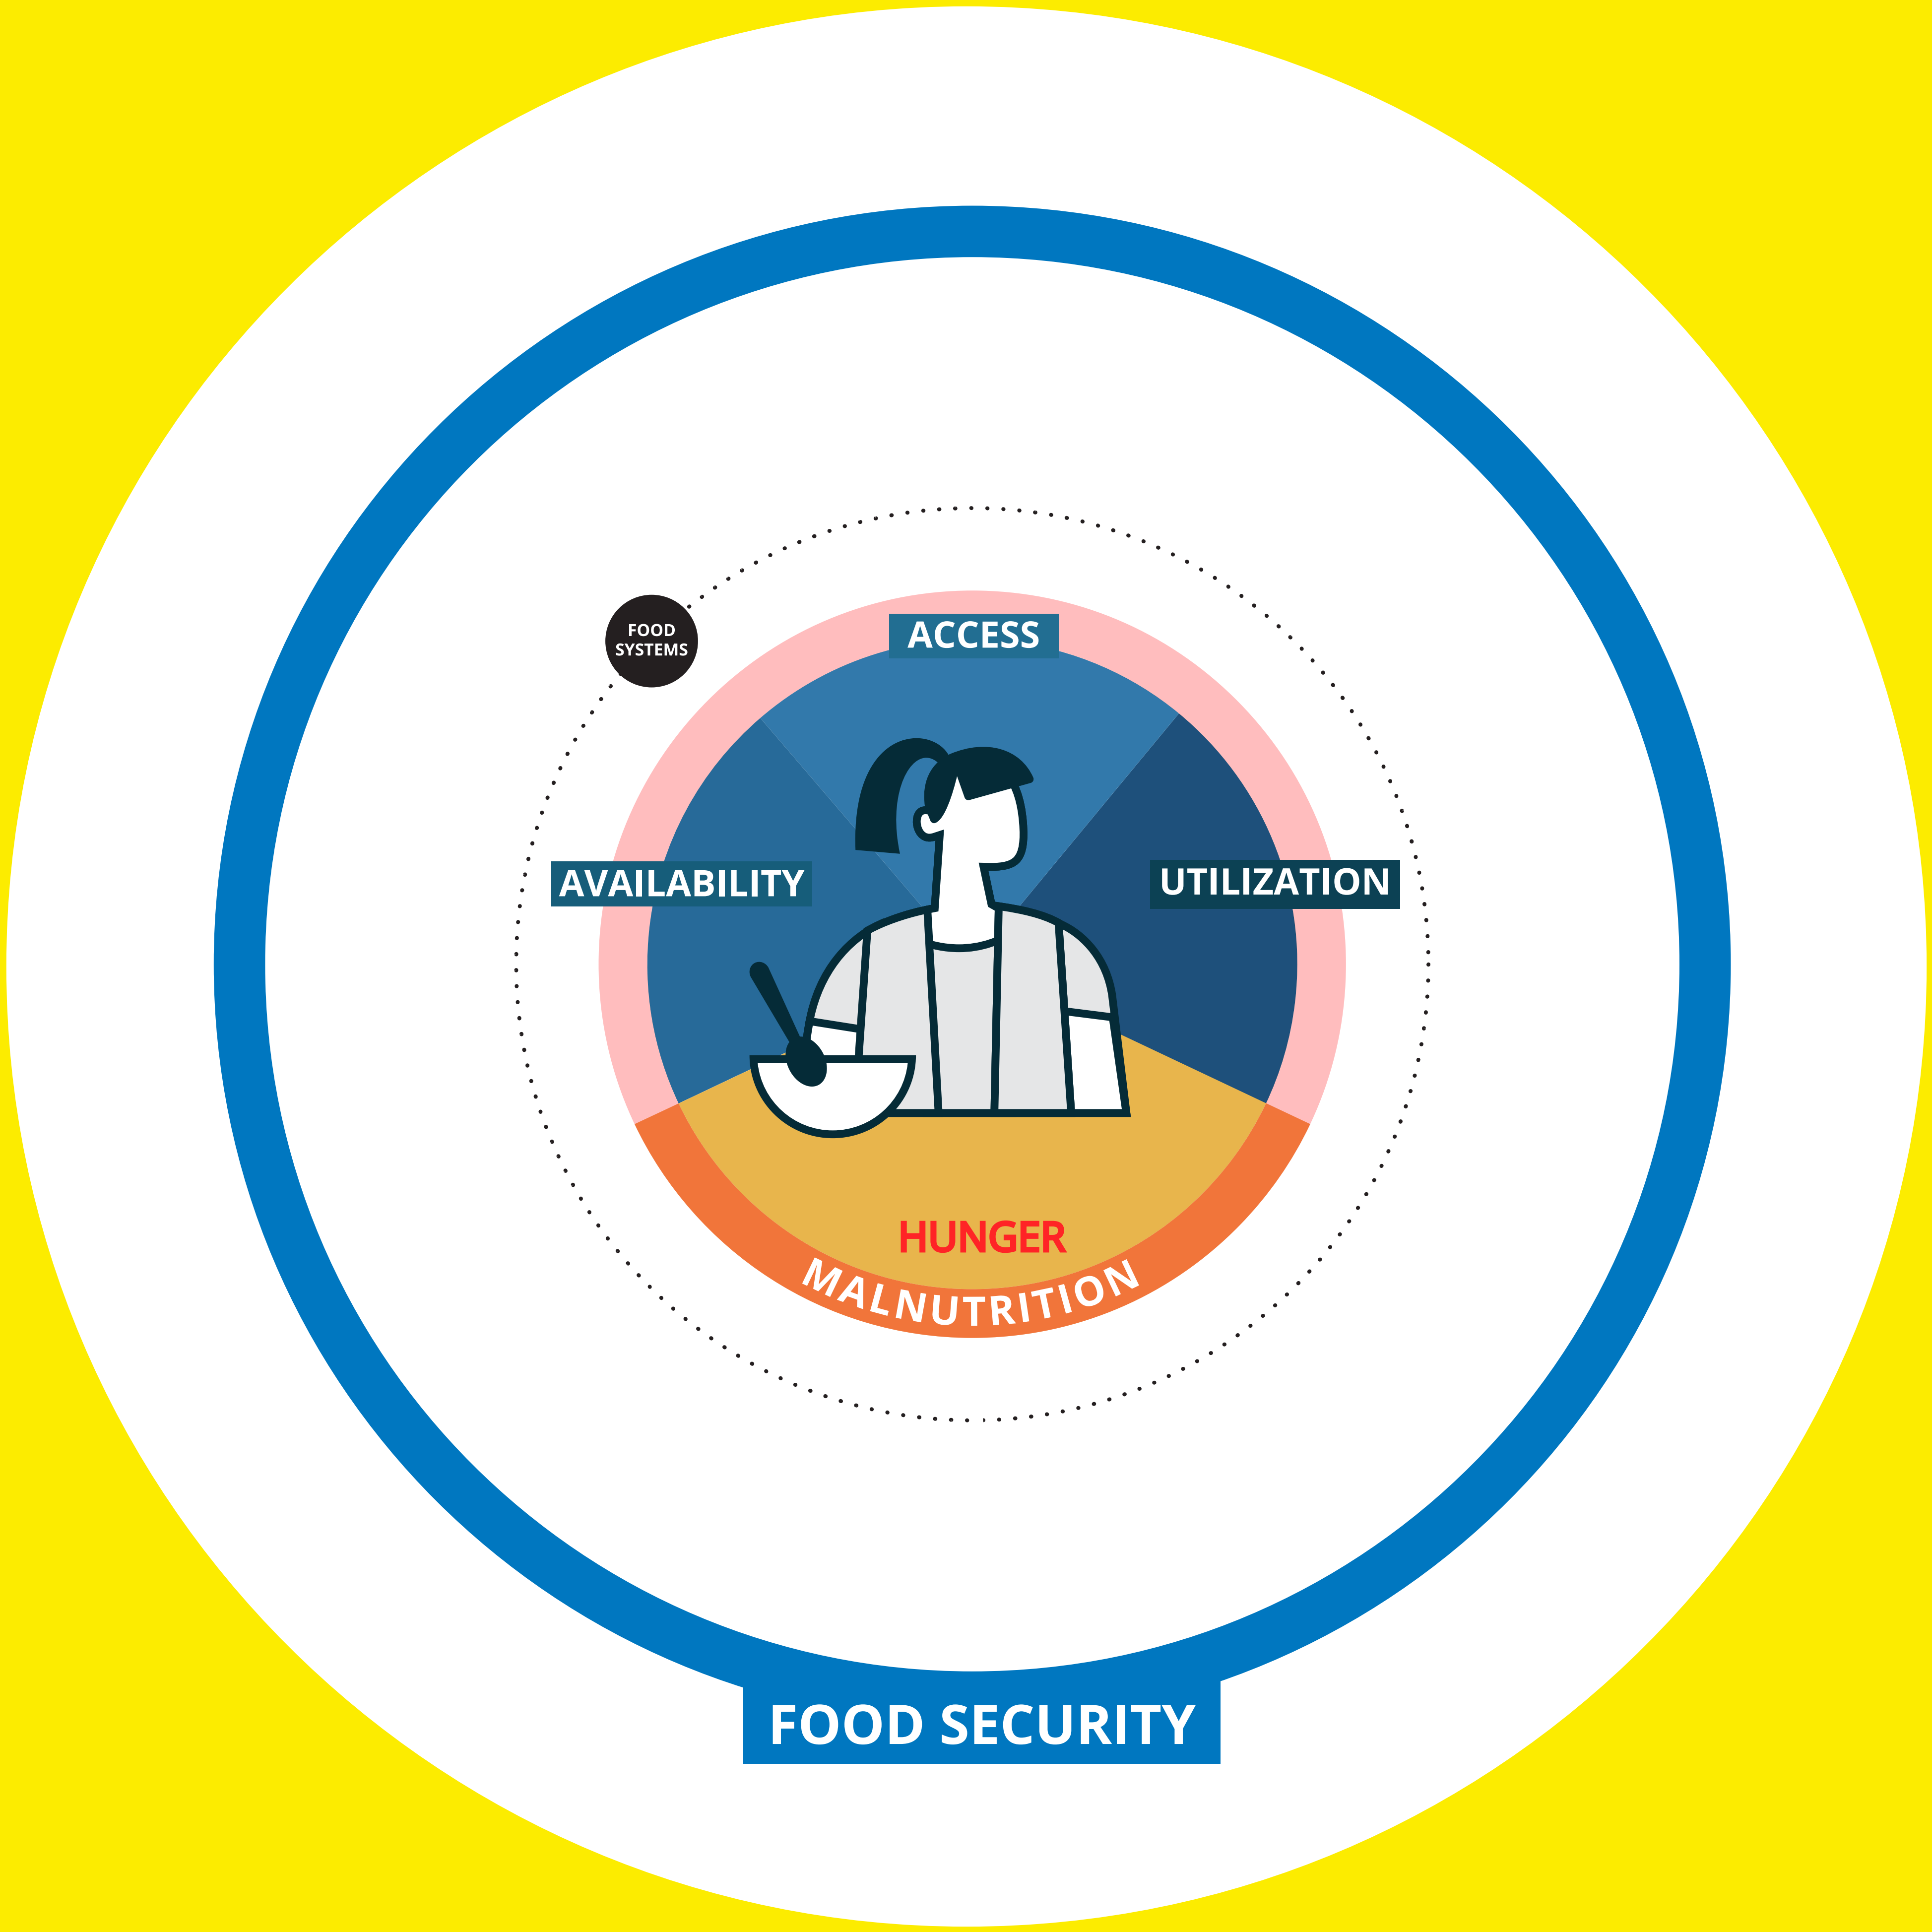 FOOD
SYSTEMS
ACCESS
AVAILABILITY
UTILIZATION
HUNGER
MALNUTRITION
FOOD SECURITY